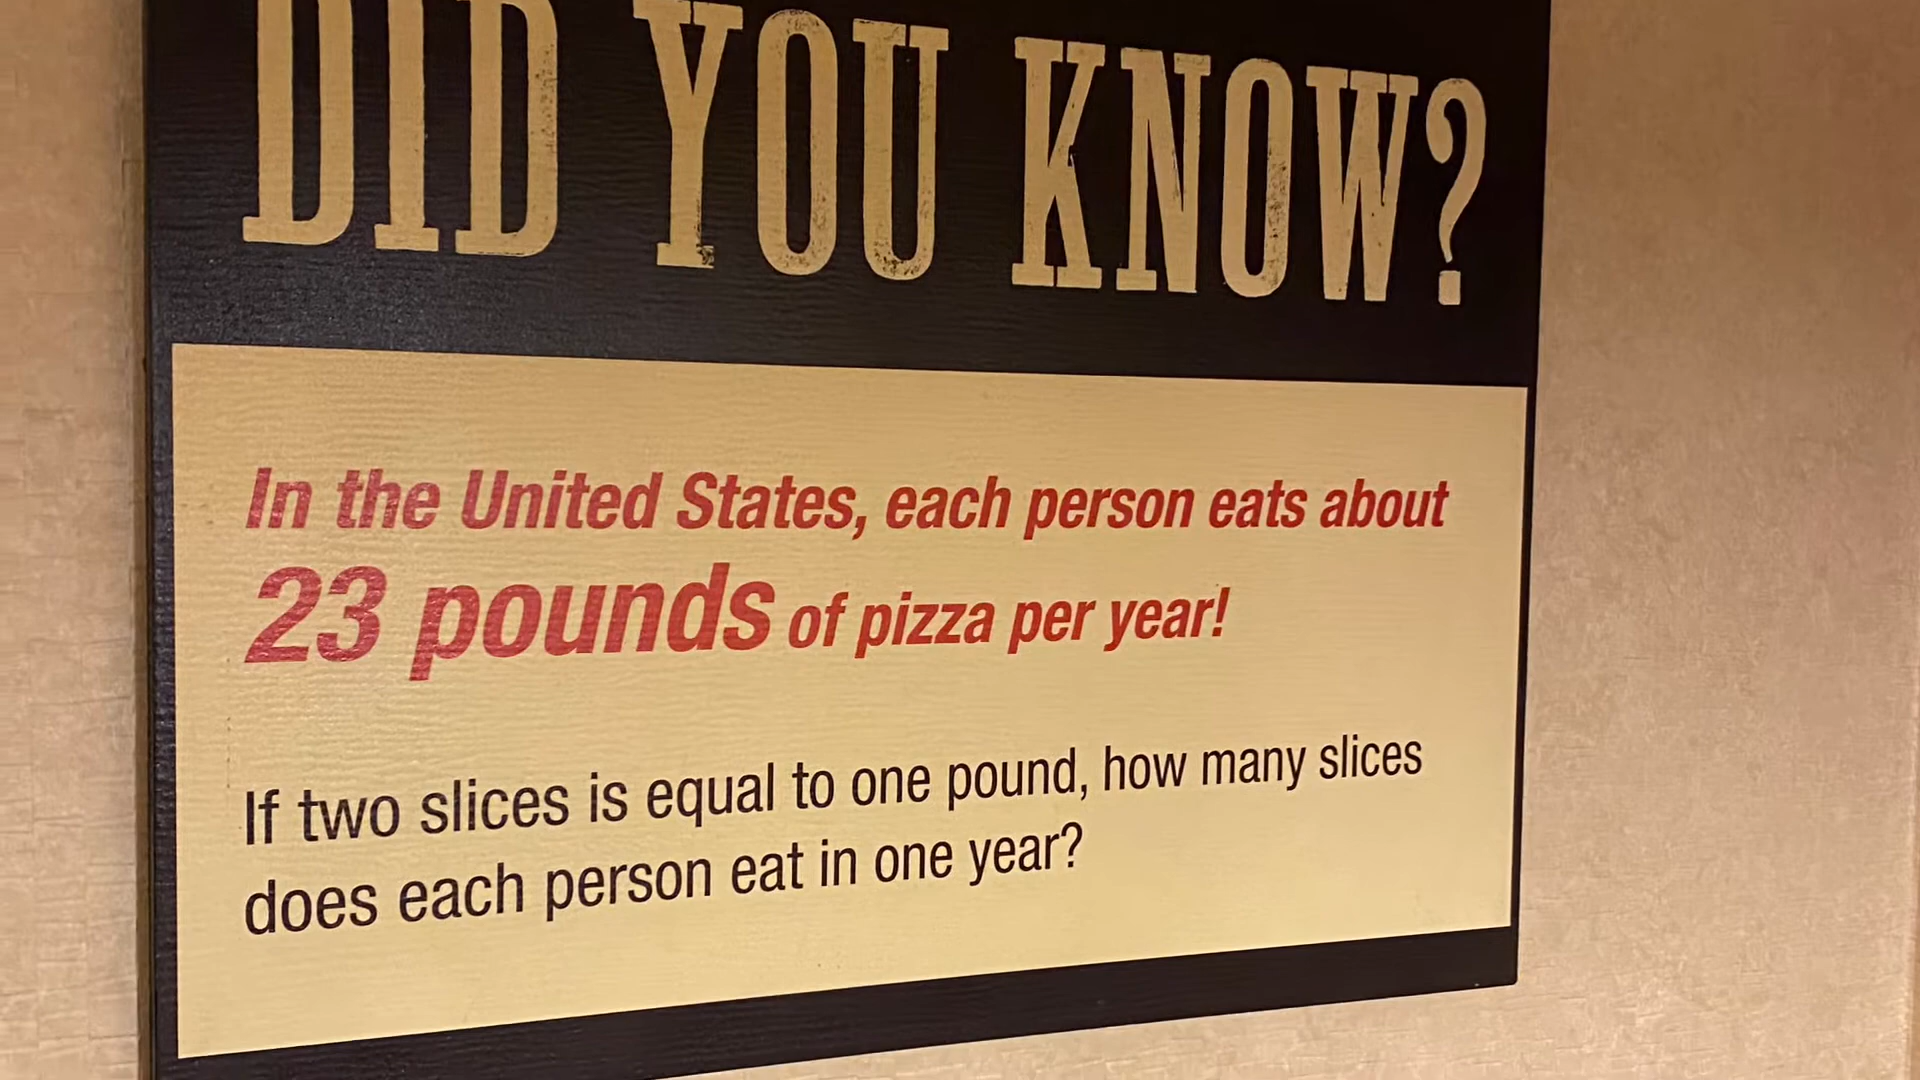 DID YOU KNOW?
In the United States, each person eats about
23 pounds of pizza per year!
If two slices is equal to one pound, how many slices
does each person eat in one year?